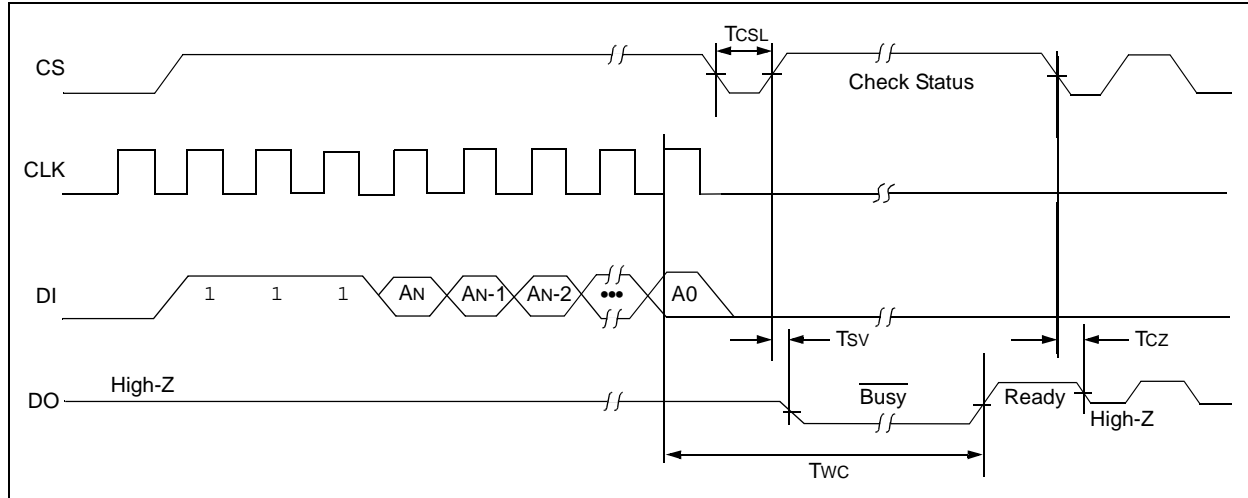 TCSL
CS
Check Status
CLK
DI
1 1 1 AN AN-1 AN-2 ••• A0
TSV
TCZ
DO
High-Z
Busy
Ready
High-Z
TWC